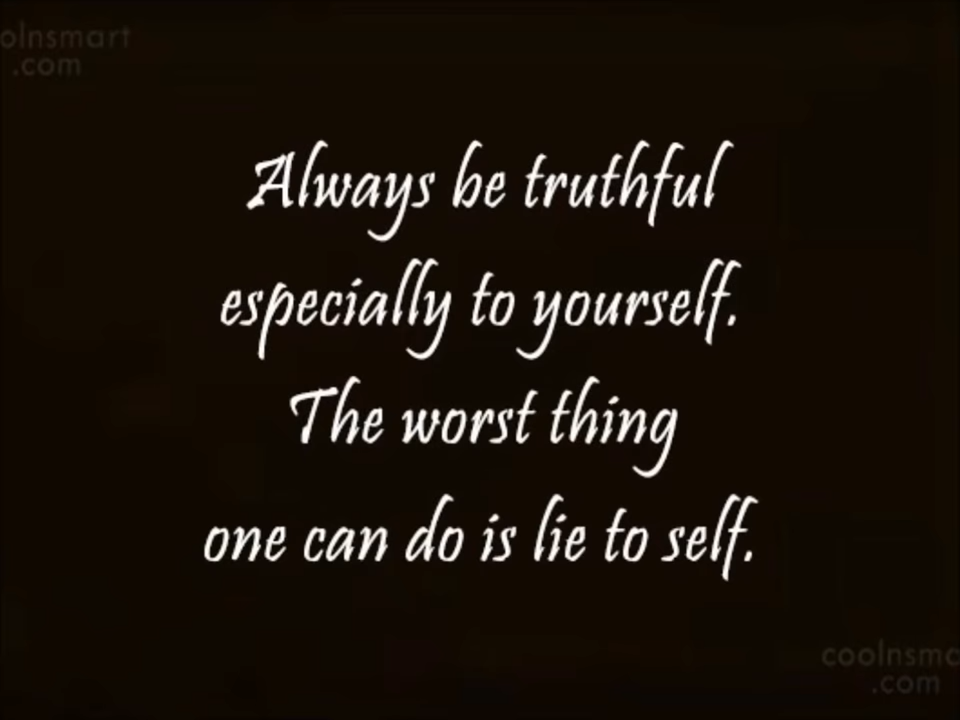 olnsmart
.com
Always be truthful
especially to yourself.
The worst thing
one can do is lie to self.
coolnsma
.com